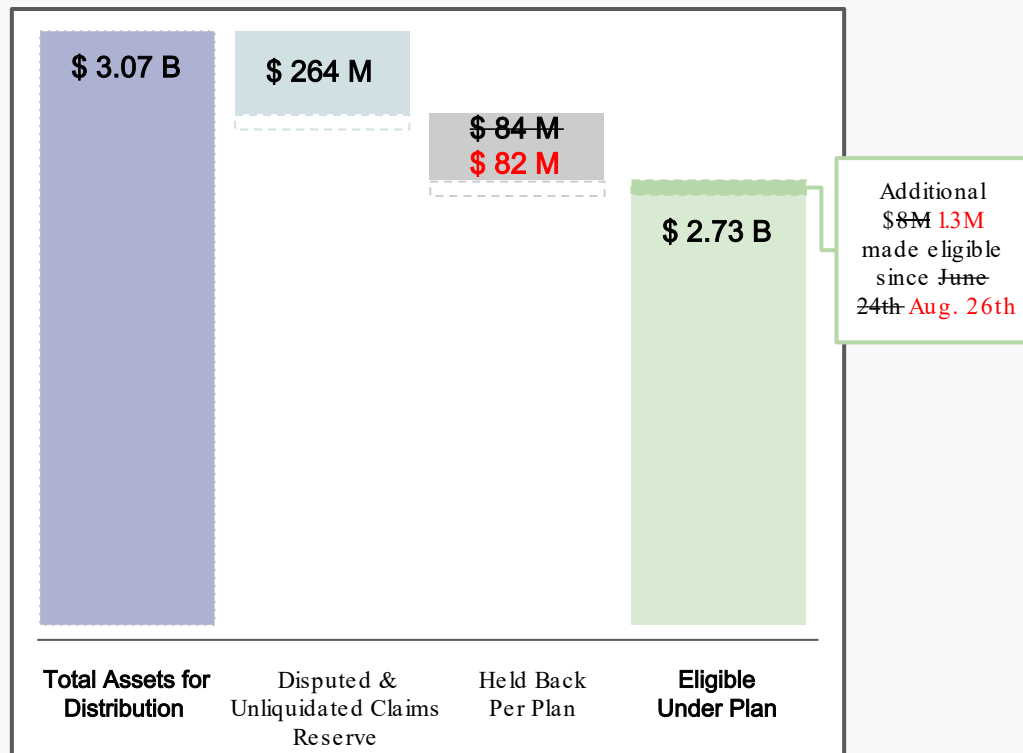 $ 3.07 B
$ 264 M
$ 84 M
$ 82 M
$ 2.73 B
Additional
$8M 1.3M
made eligible
since June
24th Aug. 26th
Total Assets for
Distribution
Disputed &
Unliquidated Claims
Reserve
Held Back
Per Plan
Eligible
Under Plan